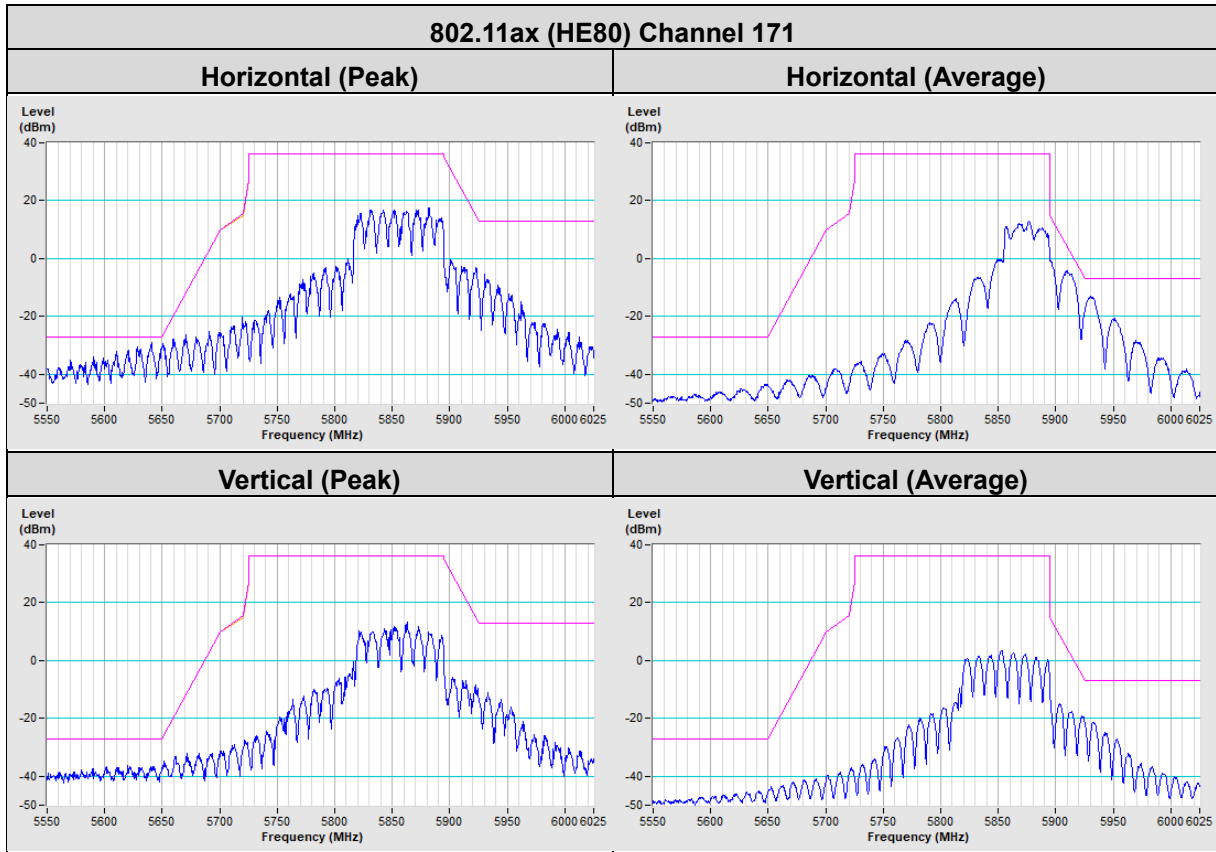 802.11ax (HE80) Channel 171
Horizontal (Peak)
Horizontal (Average)
Level
(dBm)
40
20
0
-20
-40
-50
5550 5600 5650 5700 5750 5800 5850 5900 5950 6000 6025
Frequency (MHz)
Level
(dBm)
40
20
0
-20
-40
-50
5550 5600 5650 5700 5750 5800 5850 5900 5950 6000 6025
Frequency (MHz)
Vertical (Peak)
Vertical (Average)
Level
(dBm)
40
20
0
-20
-40
-50
5550 5600 5650 5700 5750 5800 5850 5900 5950 6000 6025
Frequency (MHz)
Level
(dBm)
40
20
0
-20
-40
-50
5550 5600 5650 5700 5750 5800 5850 5900 5950 6000 6025
Frequency (MHz)